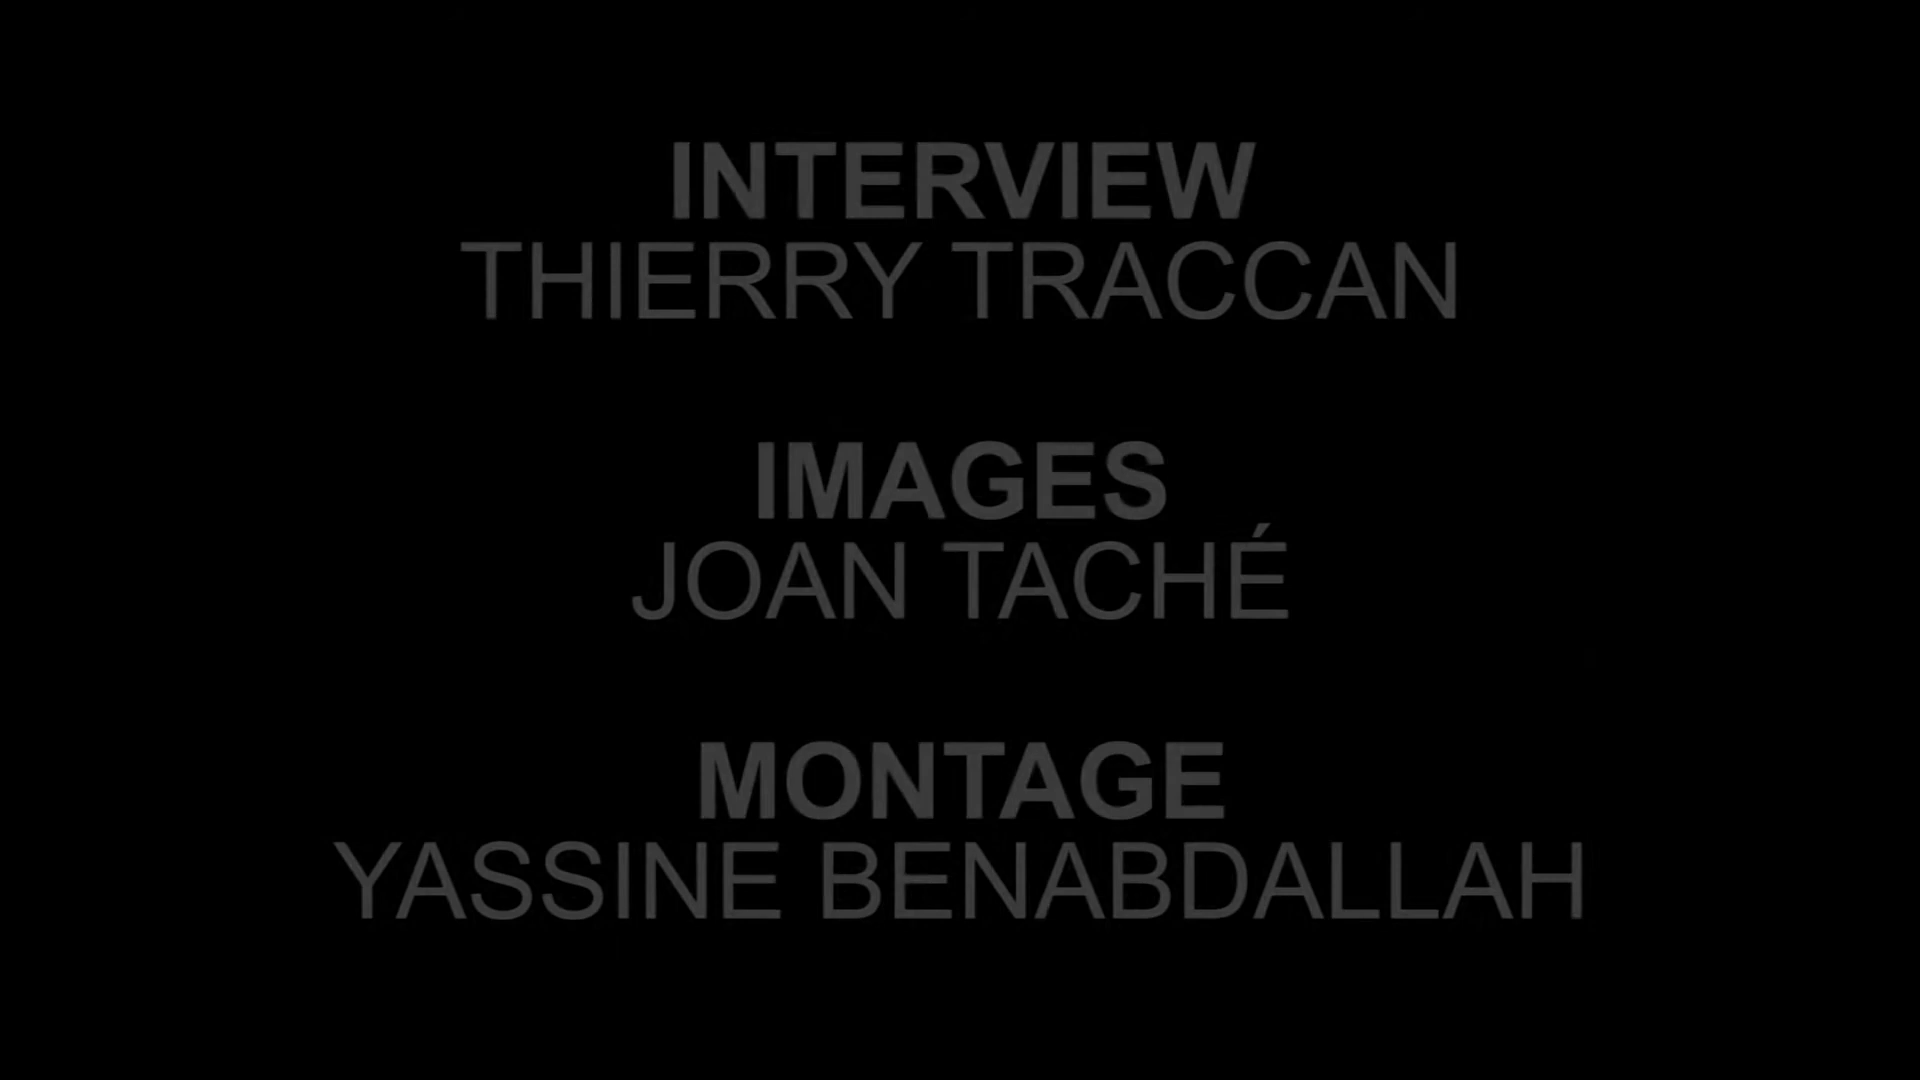 INTERVIEW
THIERRY TRACCAN
IMAGES
JOAN TACHÉ
MONTAGE
YASSINE BENABDALLAH